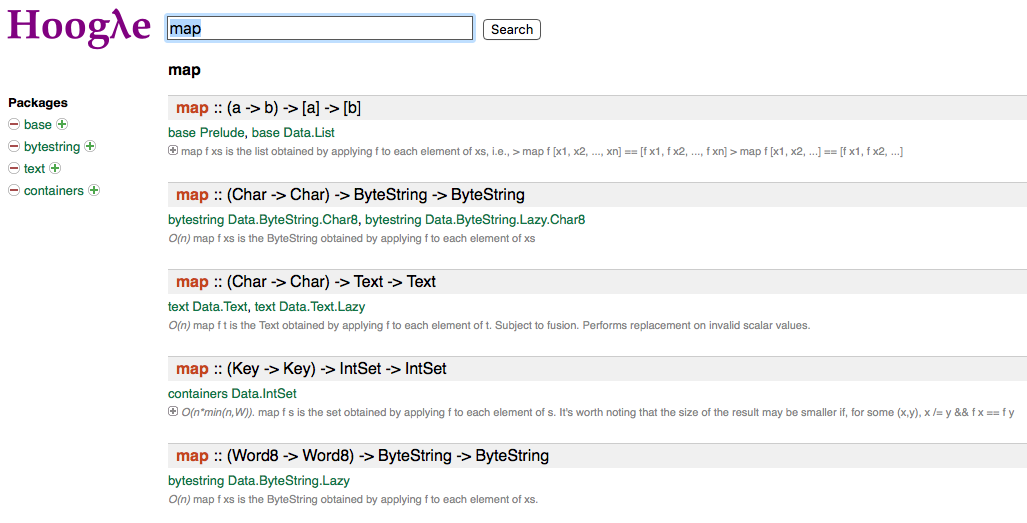 Hoogλe
map
Search
map
Packages
base
bytestring
text
containers
map :: (a -> b) -> [a] -> [b]
base Prelude, base Data.List
map f xs is the list obtained by applying f to each element of xs, i.e., > map f [x1, x2, ..., xn] == [f x1, f x2, ..., f xn] > map f [x1, x2, ...] == [f x1, f x2, ...]
map :: (Char -> Char) -> ByteString -> ByteString
bytestring Data.ByteString.Char8, bytestring Data.ByteString.Lazy.Char8
O(n) map f xs is the ByteString obtained by applying f to each element of xs
map :: (Char -> Char) -> Text -> Text
text Data.Text, text Data.Text.Lazy
O(n) map f t is the Text obtained by applying f to each element of t. Subject to fusion. Performs replacement on invalid scalar values.
map :: (Key -> Key) -> IntSet -> IntSet
containers Data.IntSet
O(n*min(n,W)). map f s is the set obtained by applying f to each element of s. It's worth noting that the size of the result may be smaller if, for some (x,y), x /= y && f x == f y
map :: (Word8 -> Word8) -> ByteString -> ByteString
bytestring Data.ByteString.Lazy
O(n) map f xs is the ByteString obtained by applying f to each element of xs.